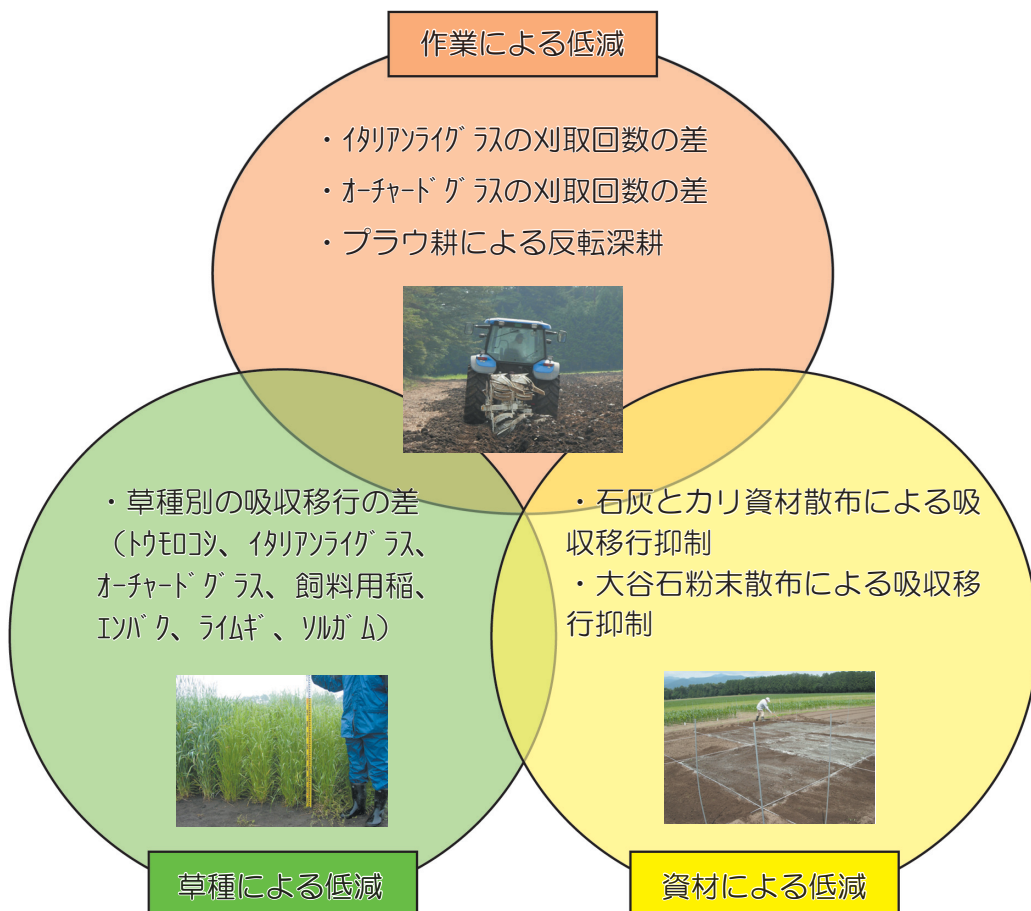 作業による低減
・ｲﾀﾘｱﾝﾗｲｸﾞﾗｽの刈取回数の差
・ｵｰﾁｬｰﾄﾞｸﾞﾗｽの刈取回数の差
・プラウ耕による反転深耕
・草種別の吸収移行の差
（ﾄｳﾓﾛｺｼ、ｲﾀﾘｱﾝﾗｲｸﾞﾗｽ、
ｵｰﾁｬｰﾄﾞｸﾞﾗｽ、飼料用稲、
ｴﾝﾊﾞｸ、ﾗｲﾑｷﾞ、ｿﾙｶﾞﾑ）
・石灰とカリ資材散布による吸
収移行抑制
・大谷石粉末散布による吸収移
行抑制
草種による低減
資材による低減